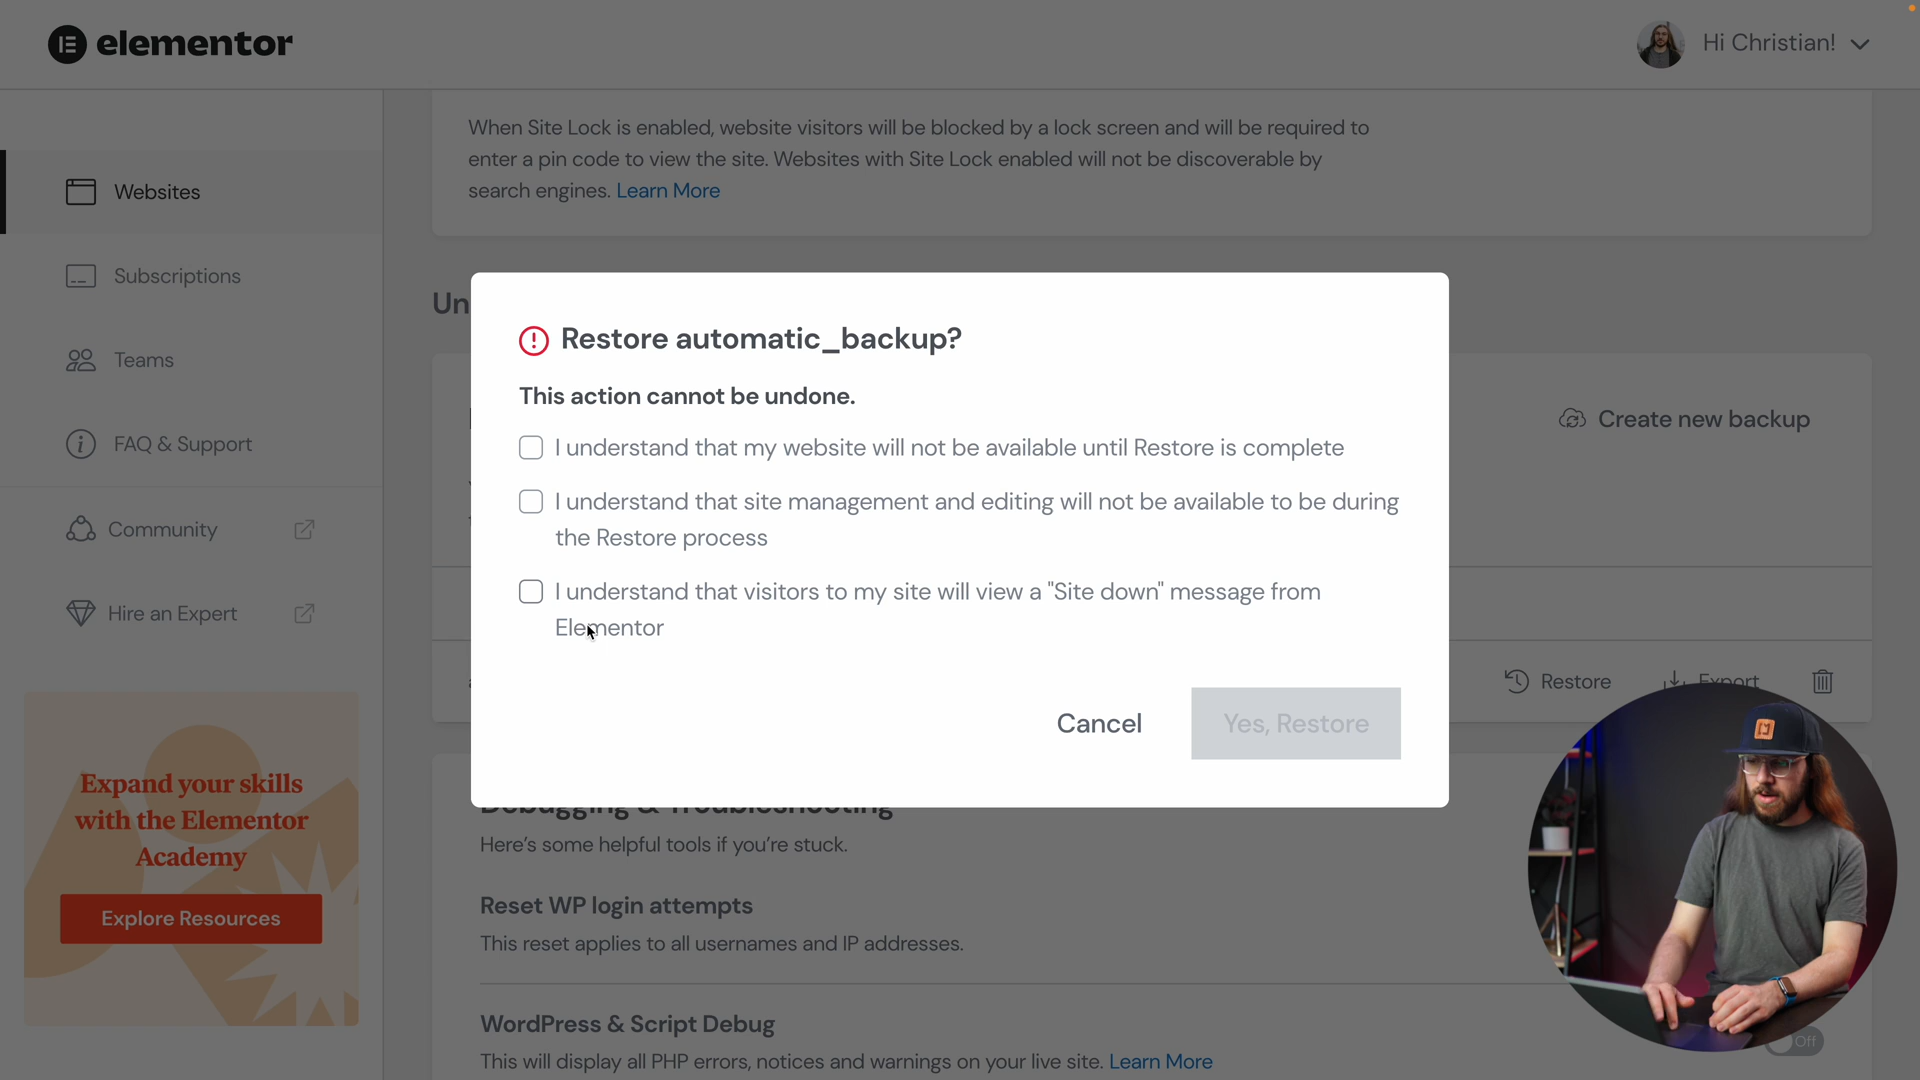 elementor
Hi Christian!
When Site Lock is enabled, website visitors will be blocked by a lock screen and will be required to
enter a pin code to view the site. Websites with Site Lock enabled will not be discoverable by
search engines. Learn More
Websites
Subscriptions
Teams
FAQ & Support
Community
Hire an Expert
Expand your skills
with the Elementor
Academy
Explore Resources
Un
Restore automatic_backup?
This action cannot be undone.
I understand that my website will not be available until Restore is complete
I understand that site management and editing will not be available to be during
the Restore process
I understand that visitors to my site will view a "Site down" message from
Elementor
Cancel
Yes, Restore
Create new backup
Restore
Export
Debugging & Troubleshooting
Here's some helpful tools if you're stuck.
Reset WP login attempts
This reset applies to all usernames and IP addresses.
WordPress & Script Debug
This will display all PHP errors, notices and warnings on your live site. Learn More
Off